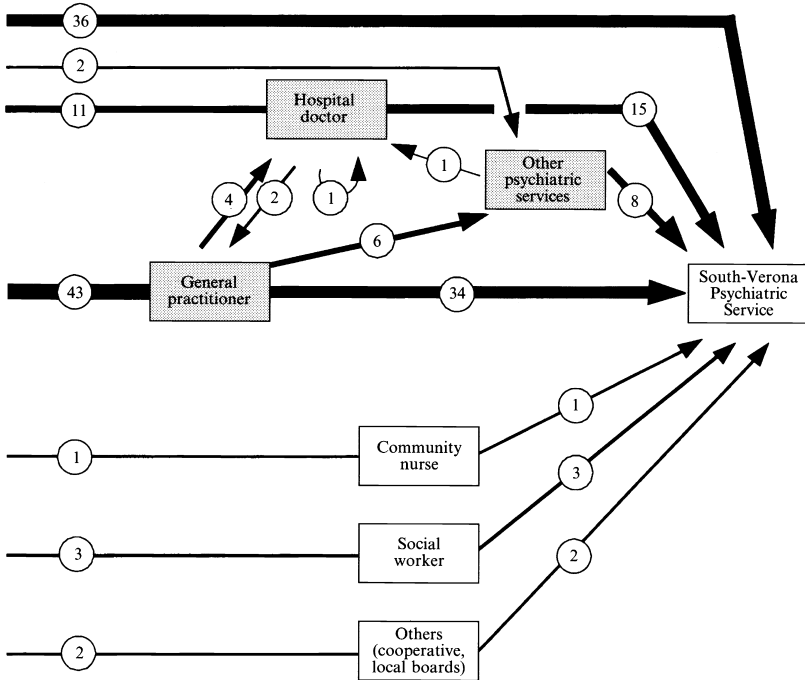 36
2
11
Hospital
doctor
15
Other
psychiatric
services
1
4
2
1
8
6
43
General
practitioner
34
South-Verona
Psychiatric
Service
1
1
Community
nurse
3
3
Social
worker
2
2
Others
(cooperative,
local boards)